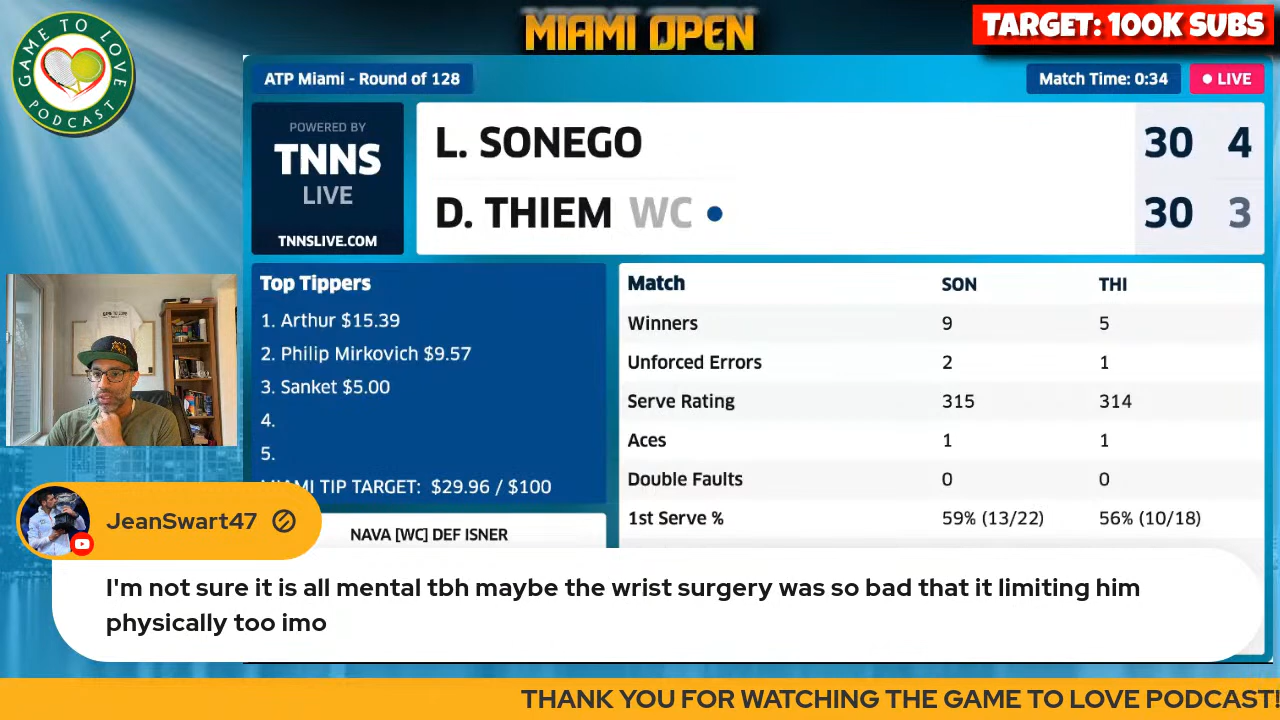 GAME TO LOVE
PODCAST
MIAMI OPEN
TARGET: 100K SUBS
ATP Miami - Round of 128
Match Time: 0:34
LIVE
POWERED BY
TNNS
LIVE
TNNSLIVE.COM
L. SONEGO 30 4
D. THIEM WC 30 3
Top Tippers
1. Arthur $15.39
2. Philip Mirkovich $9.57
3. Sanket $5.00
4.
5.
MIAMI TIP TARGET: $29.96 / $100
NAVA [WC] DEF ISNER
Match SON THI
Winners 9 5
Unforced Errors 2 1
Serve Rating 315 314
Aces 1 1
Double Faults 0 0
1st Serve % 59% (13/22) 56% (10/18)
JeanSwart47
I'm not sure it is all mental tbh maybe the wrist surgery was so bad that it limiting him
physically too imo
THANK YOU FOR WATCHING THE GAME TO LOVE PODCAST!